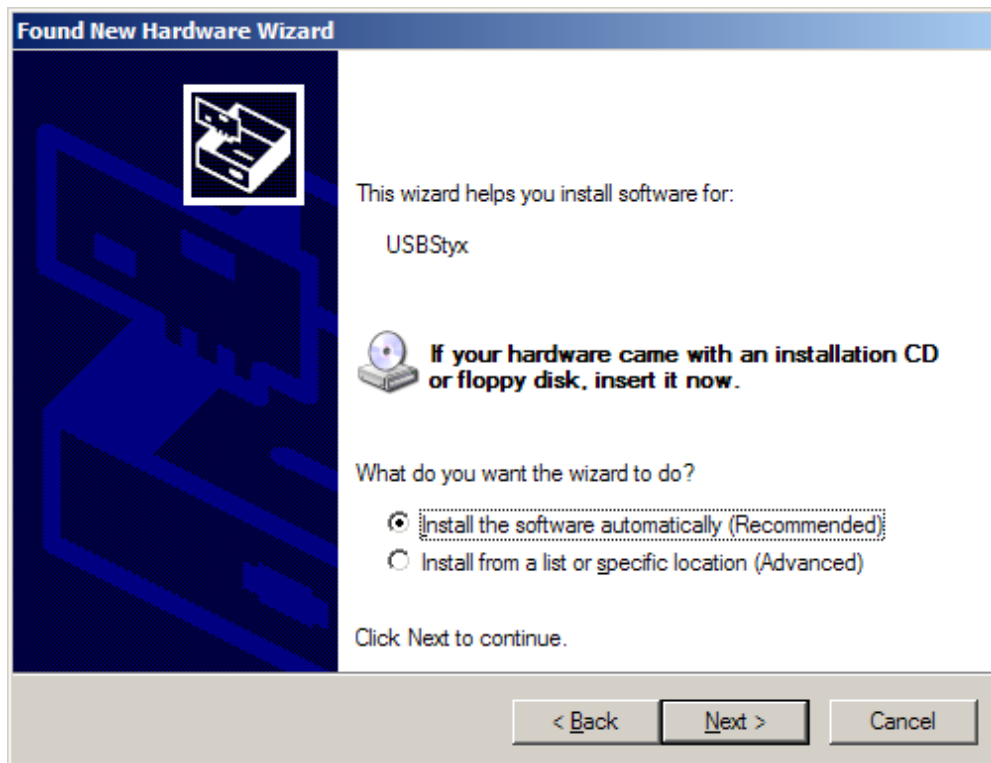 Found New Hardware Wizard
This wizard helps you install software for:
USBStyx
If your hardware came with an installation CD
or floppy disk, insert it now.
What do you want the wizard to do?
Install the software automatically (Recommended)
Install from a list or specific location (Advanced)
Click Next to continue.
< Back
Next >
Cancel